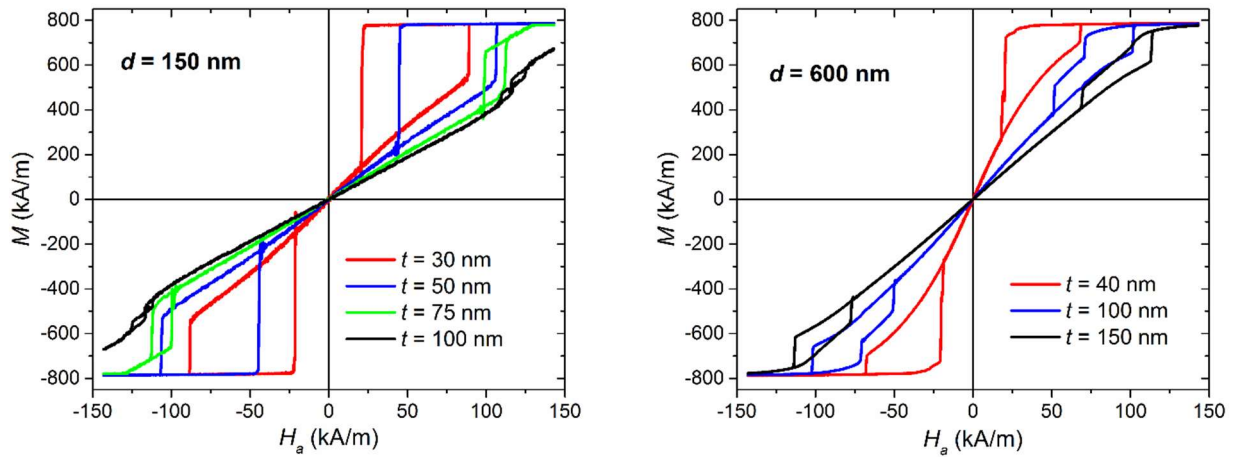 800
600
400
200
0
-200
-400
-600
-800
M (kA/m)
d = 150 nm
t = 30 nm
t = 50 nm
t = 75 nm
t = 100 nm
-150 -100 -50 0 50 100 150
Ha (kA/m)
800
600
400
200
0
-200
-400
-600
-800
M (kA/m)
d = 600 nm
t = 40 nm
t = 100 nm
t = 150 nm
-150 -100 -50 0 50 100 150
Ha (kA/m)